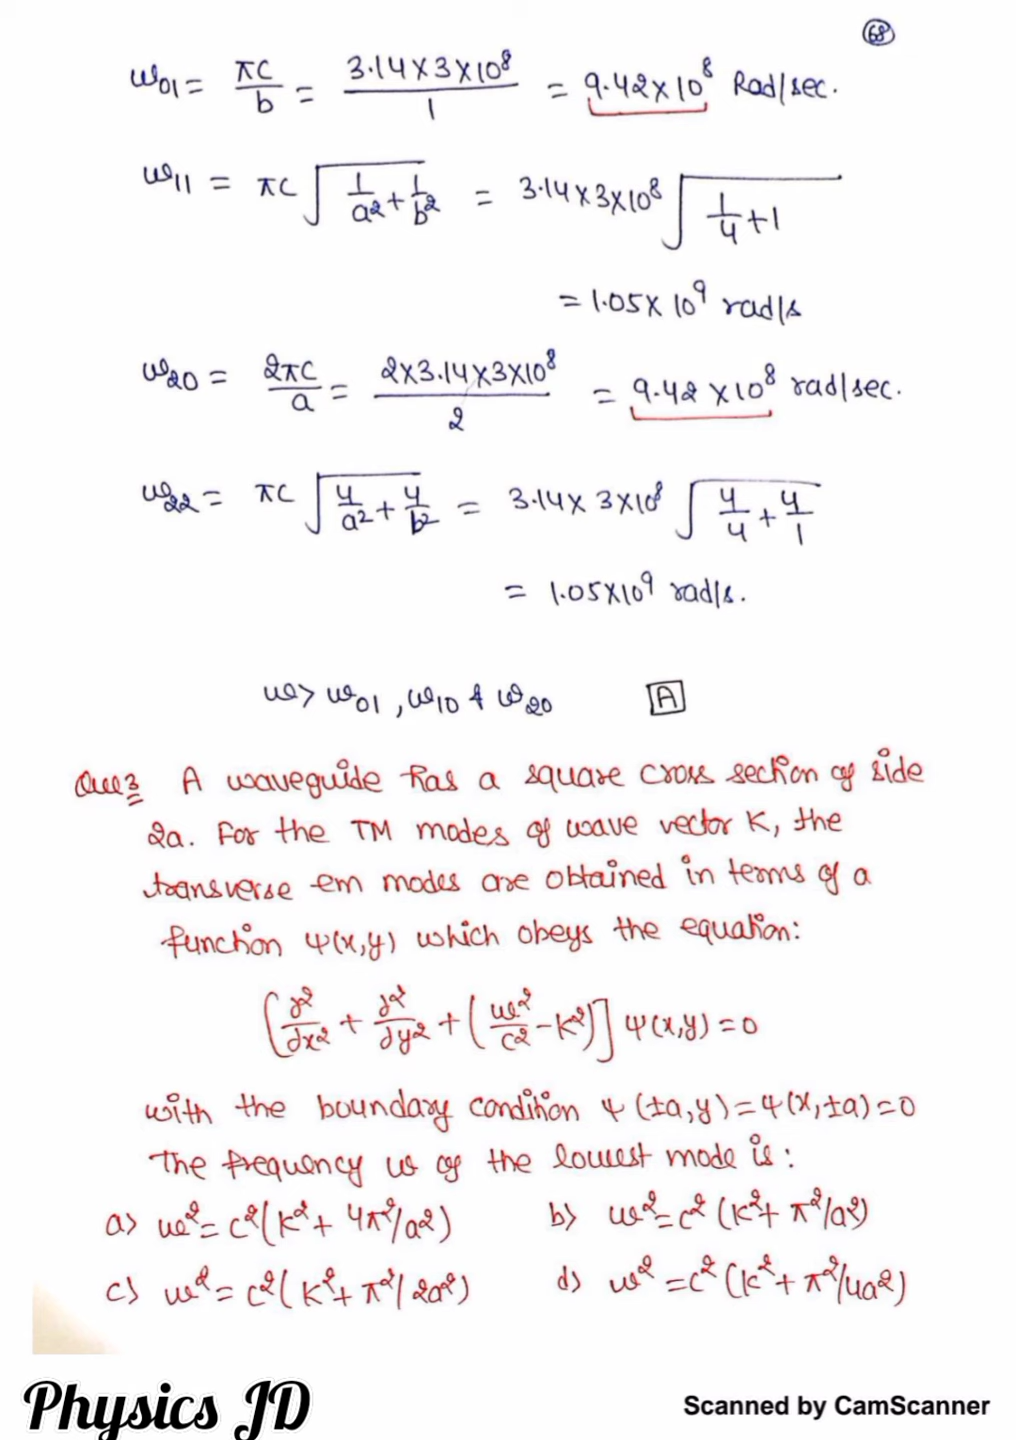 68
ω01 = πc/b = 3.14×3×10^8/1 = 9.42×10^8 Rad/sec.
ω11 = πc √(1/a2 + 1/b2) = 3.14×3×10^8 √(1/4 + 1)
= 1.05×10^9 rad/s
ω20 = 2πc/a = 2×3.14×3×10^8/2 = 9.42×10^8 rad/sec.
ω22 = πc √(4/a2 + 4/b2) = 3.14×3×10^8 √(4/4 + 4/1)
= 1.05×10^9 rad/s.
ω > ω01, ω10 & ω20 A
Que3 A waveguide has a square cross section of side
2a. For the TM modes of wave vector K, the
transverse em modes are obtained in terms of a
function ψ(x,y) which obeys the equation:
[∂2/∂x2 + ∂2/∂y2 + (ω2/c2 - K2)] ψ(x,y) = 0
with the boundary condition ψ(±a,y) = ψ(x,±a) = 0
The frequency ω of the lowest mode is:
a) ω2 = c2(K2 + 4π2/a2) b) ω2 = c2(K2 + π2/a2)
c) ω2 = c2(K2 + π2/2a2) d) ω2 = c2(K2 + π2/4a2)
Physics JD
Scanned by CamScanner